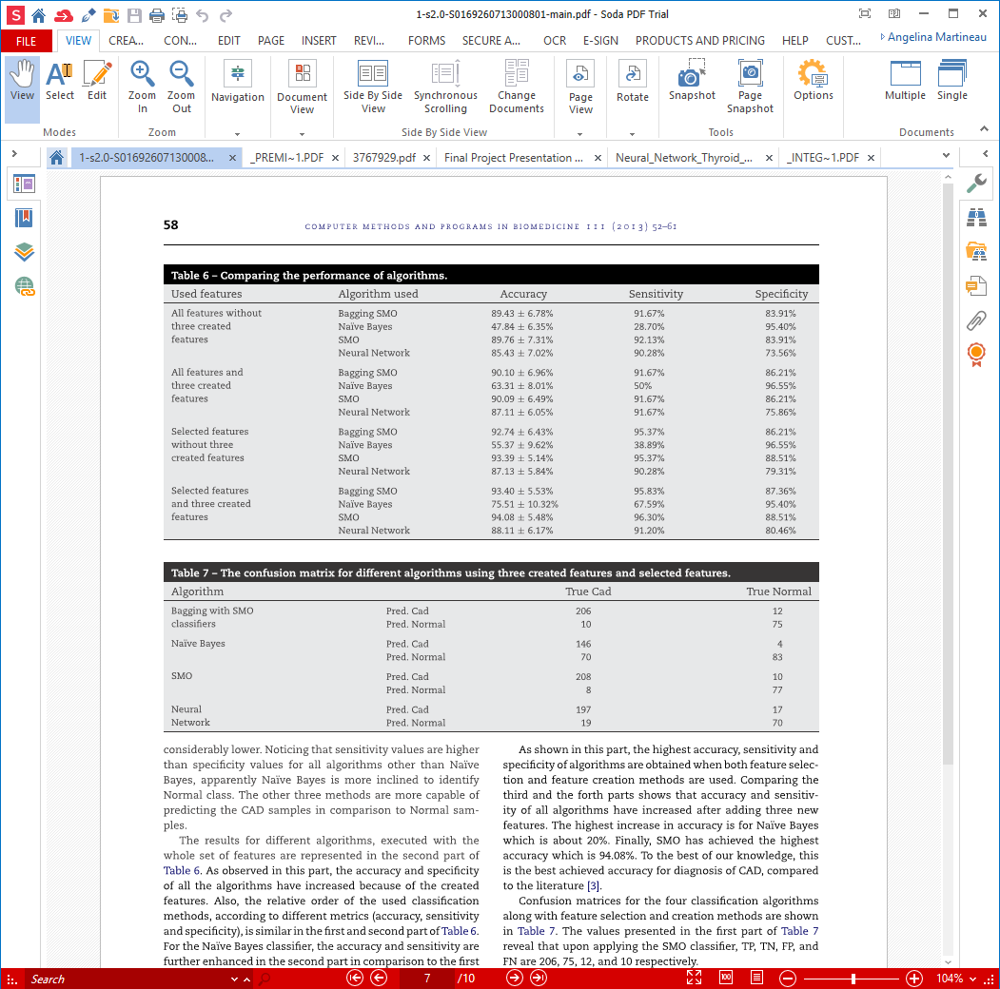 1-s2.0-S0169260713000801-main.pdf - Soda PDF Trial
FILE VIEW CREA... CON... EDIT PAGE INSERT REVI... FORMS SECURE A... OCR E-SIGN PRODUCTS AND PRICING HELP CUST... Angelina Martineau
View Select Edit Zoom In Zoom Out Navigation Document View Side By Side View Synchronous Scrolling Change Documents Page View Rotate Snapshot Page Snapshot Options Multiple Single
Modes Zoom Side By Side View Tools Documents
1-s2.0-S01692607130008... _PREMI~1.PDF 3767929.pdf Final Project Presentation ... Neural_Network_Thyroid_... _INTEG~1.PDF
58 COMPUTER METHODS AND PROGRAMS IN BIOMEDICINE 111 (2013) 52–61
Table 6 – Comparing the performance of algorithms.
Used features Algorithm used Accuracy Sensitivity Specificity
All features without Bagging SMO 89.43 ± 6.78% 91.67% 83.91%
three created Naïve Bayes 47.84 ± 6.35% 28.70% 95.40%
features SMO 89.76 ± 7.31% 92.13% 83.91%
Neural Network 85.43 ± 7.02% 90.28% 73.56%
All features and Bagging SMO 90.10 ± 6.96% 91.67% 86.21%
three created Naïve Bayes 63.31 ± 8.01% 50% 96.55%
features SMO 90.09 ± 6.49% 91.67% 86.21%
Neural Network 87.11 ± 6.05% 91.67% 75.86%
Selected features Bagging SMO 92.74 ± 6.43% 95.37% 86.21%
without three Naïve Bayes 55.37 ± 9.62% 38.89% 96.55%
created features SMO 93.39 ± 5.14% 95.37% 88.51%
Neural Network 87.13 ± 5.84% 90.28% 79.31%
Selected features Bagging SMO 93.40 ± 5.53% 95.83% 87.36%
and three created Naïve Bayes 75.51 ± 10.32% 67.59% 95.40%
features SMO 94.08 ± 5.48% 96.30% 88.51%
Neural Network 88.11 ± 6.17% 91.20% 80.46%
Table 7 – The confusion matrix for different algorithms using three created features and selected features.
Algorithm True Cad True Normal
Bagging with SMO Pred. Cad 206 12
classifiers Pred. Normal 10 75
Naïve Bayes Pred. Cad 146 4
Pred. Normal 70 83
SMO Pred. Cad 208 10
Pred. Normal 8 77
Neural Pred. Cad 197 17
Network Pred. Normal 19 70
considerably lower. Noticing that sensitivity values are higher
than specificity values for all algorithms other than Naïve
Bayes, apparently Naïve Bayes is more inclined to identify
Normal class. The other three methods are more capable of
predicting the CAD samples in comparison to Normal sam-
ples.
The results for different algorithms, executed with the
whole set of features are represented in the second part of
Table 6. As observed in this part, the accuracy and specificity
of all the algorithms have increased because of the created
features. Also, the relative order of the used classification
methods, according to different metrics (accuracy, sensitivity
and specificity), is similar in the first and second part of Table 6.
For the Naïve Bayes classifier, the accuracy and sensitivity are
further enhanced in the second part in comparison to the first
As shown in this part, the highest accuracy, sensitivity and
specificity of algorithms are obtained when both feature selec-
tion and feature creation methods are used. Comparing the
third and the forth parts shows that accuracy and sensitiv-
ity of all algorithms have increased after adding three new
features. The highest increase in accuracy is for Naïve Bayes
which is about 20%. Finally, SMO has achieved the highest
accuracy which is 94.08%. To the best of our knowledge, this
is the best achieved accuracy for diagnosis of CAD, compared
to the literature [3].
Confusion matrices for the four classification algorithms
along with feature selection and creation methods are shown
in Table 7. The values presented in the first part of Table 7
reveal that upon applying the SMO classifier, TP, TN, FP, and
FN are 206, 75, 12, and 10 respectively.
Search 7 /10 100 104%